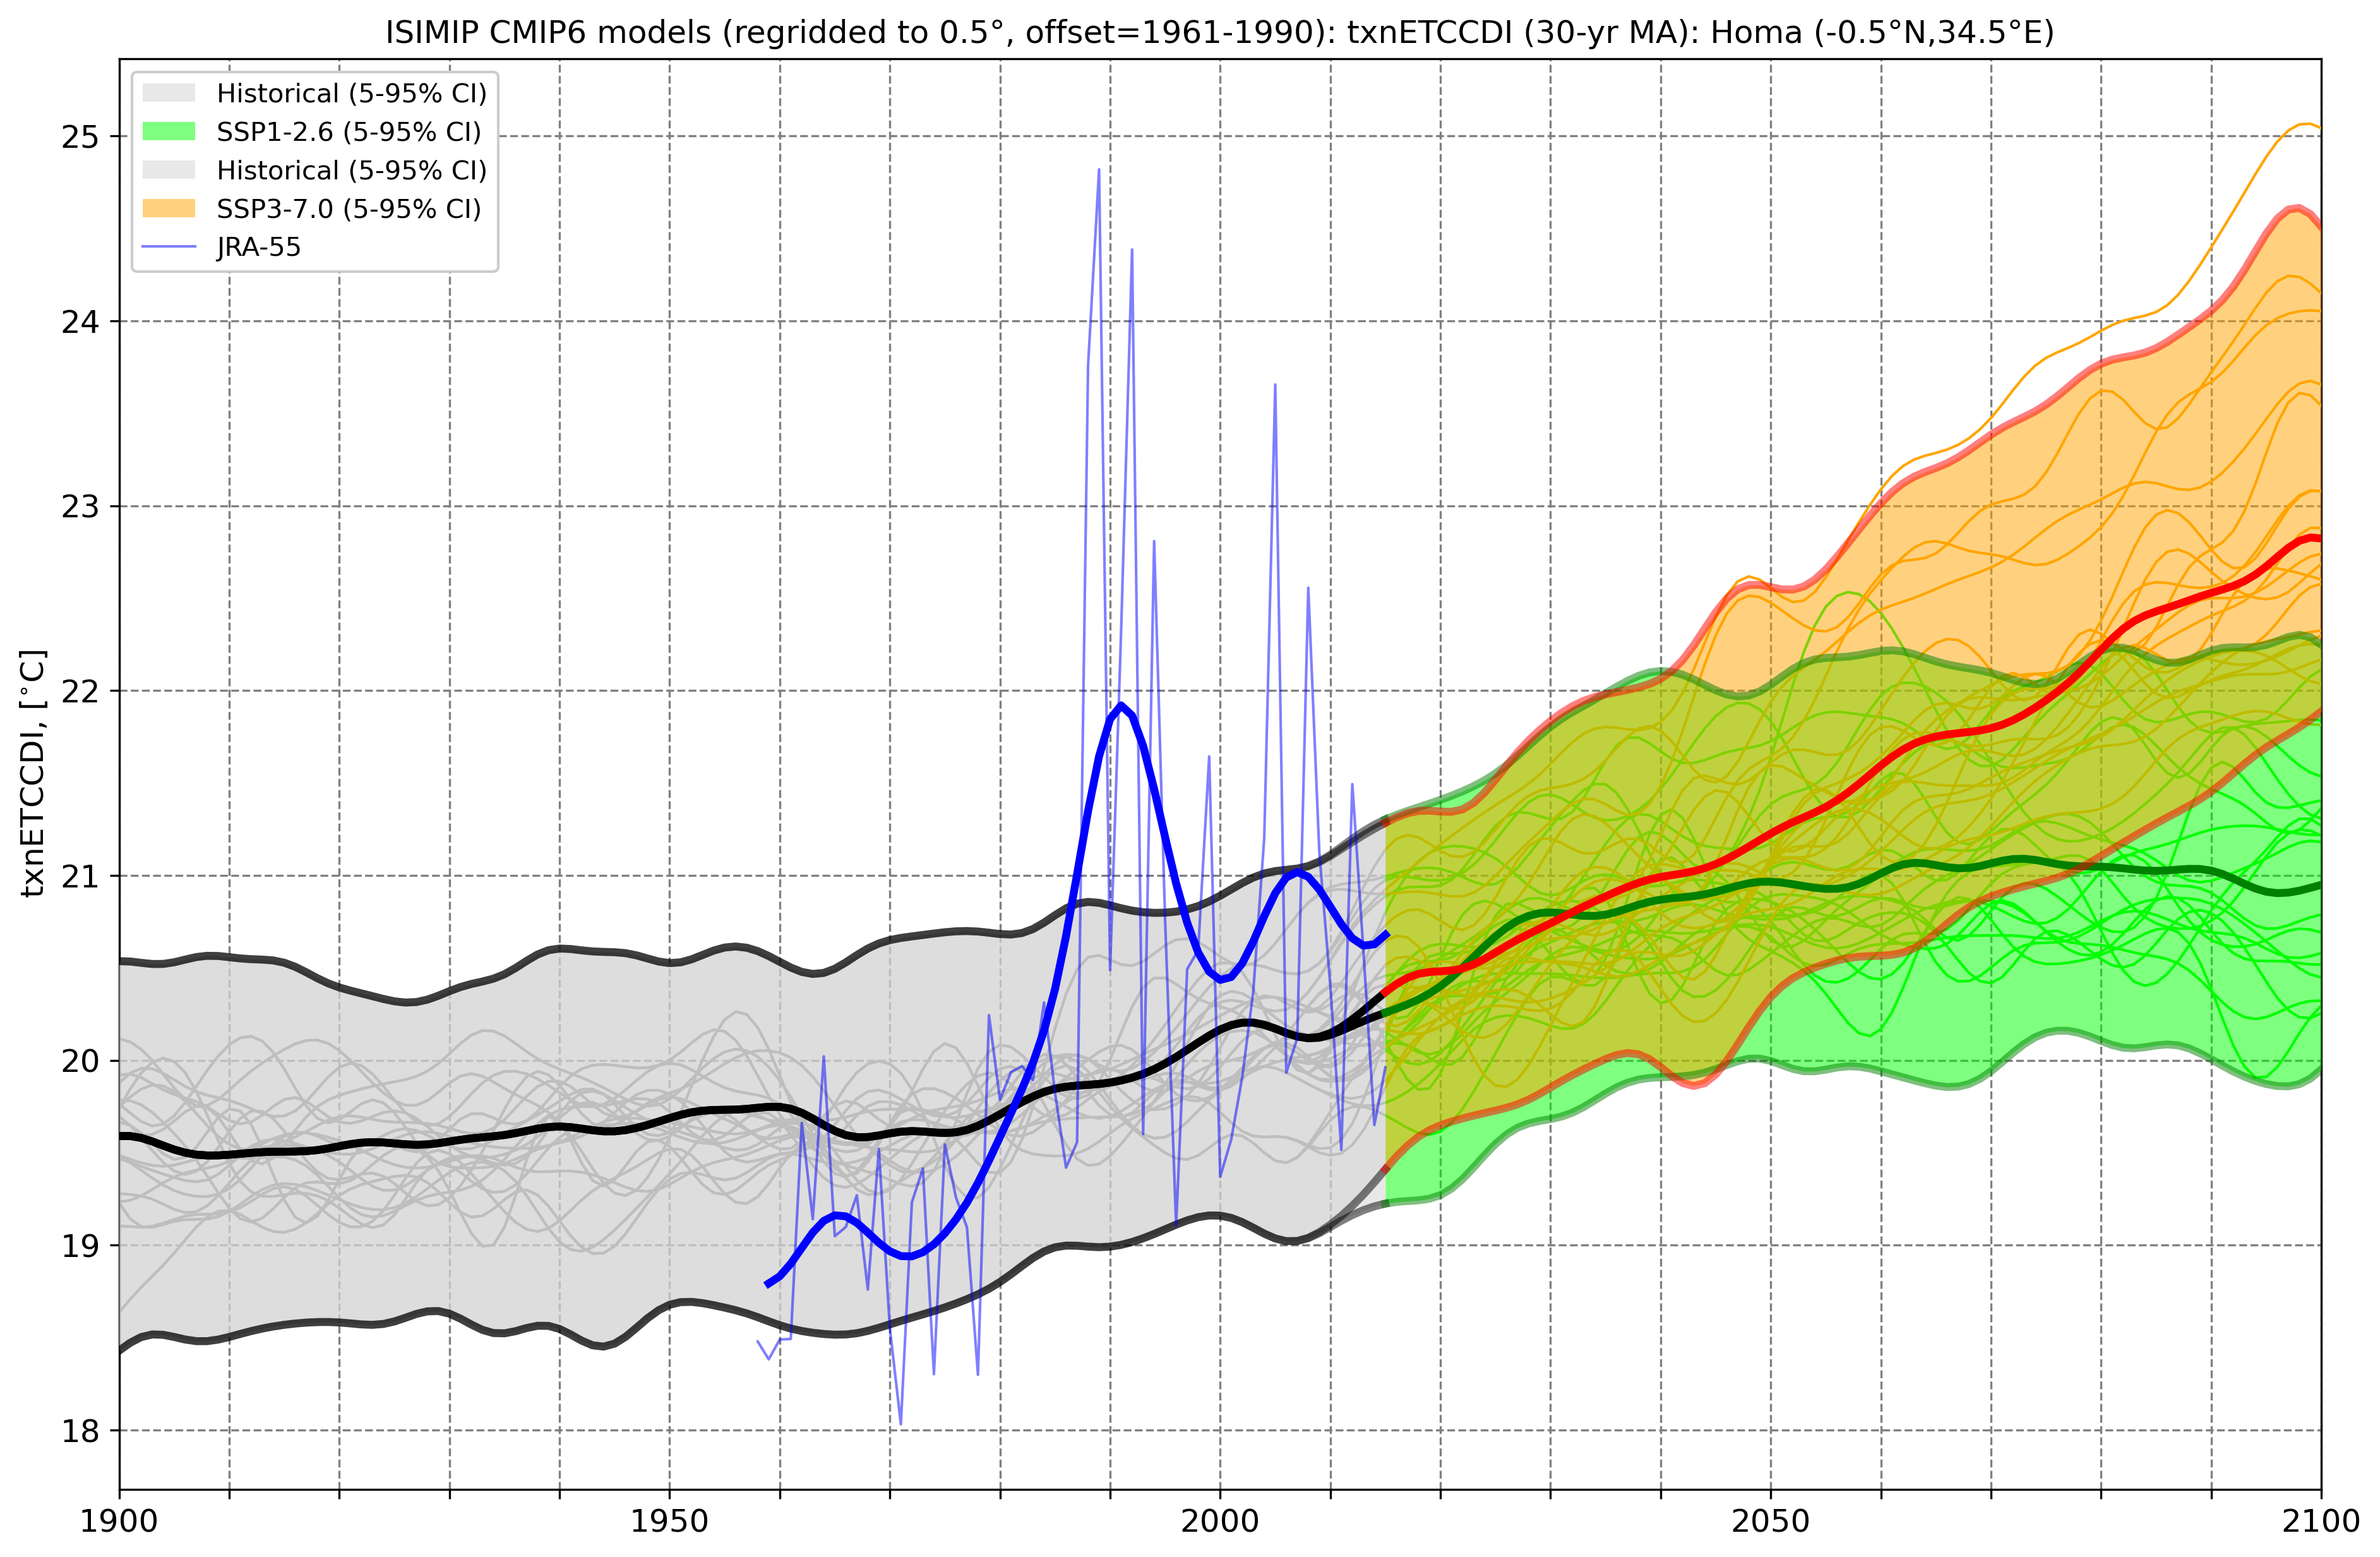 ISIMIP CMIP6 models (regridded to 0.5°, offset=1961-1990): txnETCCDI (30-yr MA): Homa (-0.5°N,34.5°E)
Historical (5-95% CI)
SSP1-2.6 (5-95% CI)
Historical (5-95% CI)
SSP3-7.0 (5-95% CI)
JRA-55
txnETCCDI, [°C]
25
24
23
22
21
20
19
18
1900
1950
2000
2050
2100